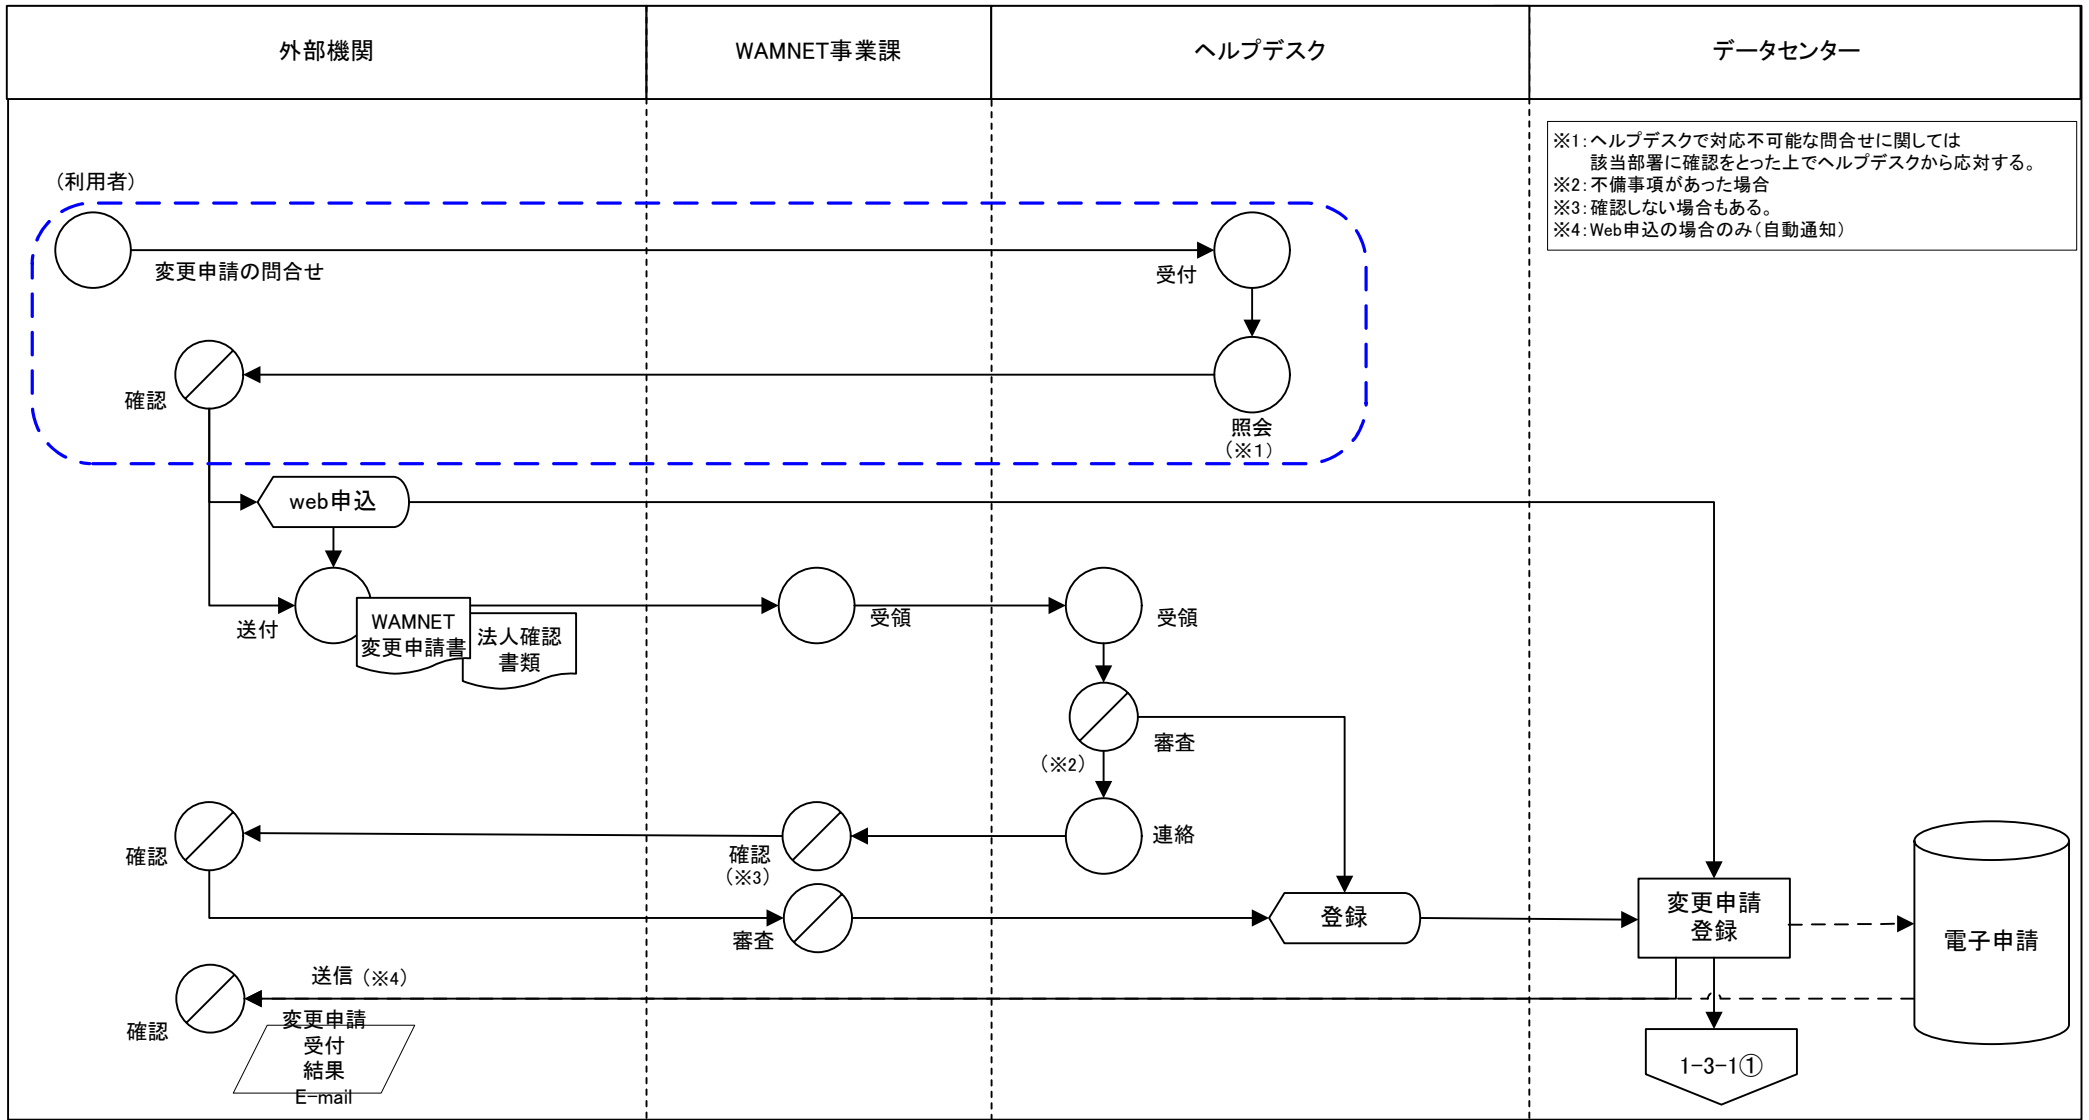 外部機関
WAMNET事業課
ヘルプデスク
データセンター
※1：ヘルプデスクで対応不可能な問合せに関しては
該当部署に確認をとった上でヘルプデスクから応対する。
※2：不備事項があった場合
※3：確認しない場合もある。
※4：Web申込の場合のみ（自動通知）
（利用者）
変更申請の問合せ
受付
確認
照会
（※1）
web申込
送付
WAMNET
変更申請書
法人確認
書類
受領
受領
審査
（※2）
連絡
確認
（※3）
確認
審査
登録
変更申請
登録
電子申請
送信（※4）
確認
変更申請
受付
結果
E-mail
1-3-1①